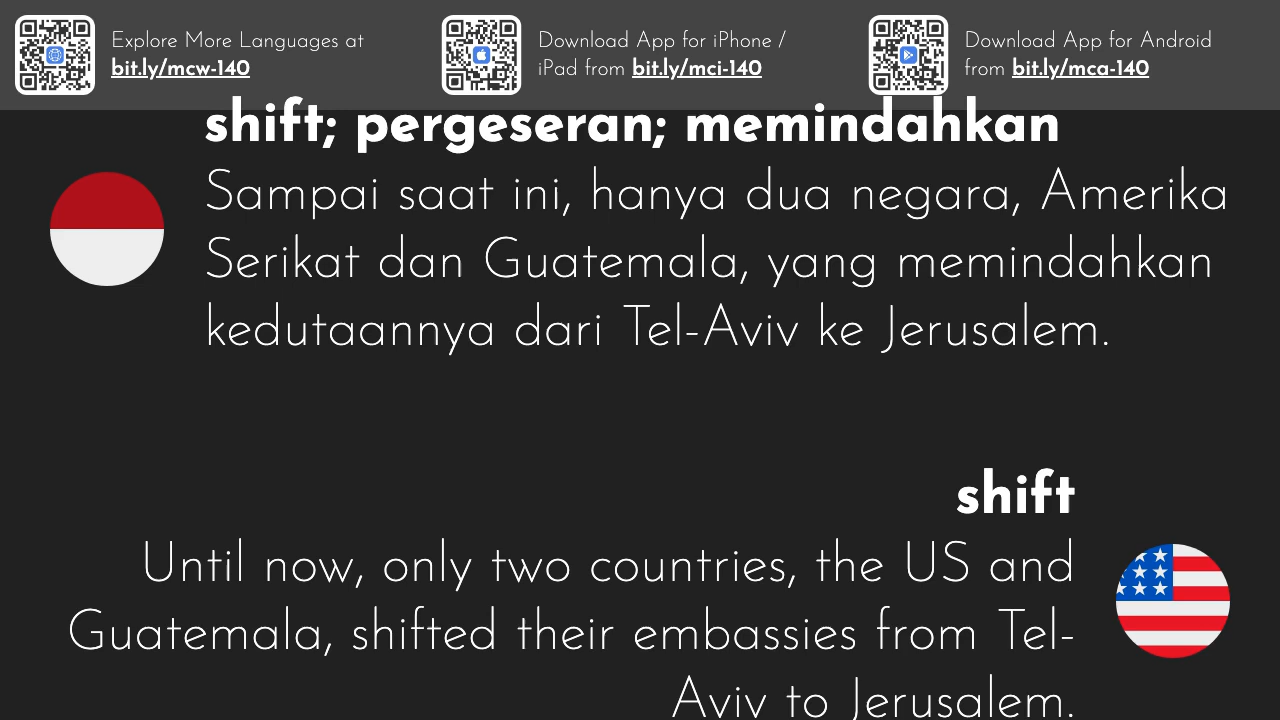 Explore More Languages at
bit.ly/mcw-140
Download App for iPhone /
iPad from bit.ly/mci-140
Download App for Android
from bit.ly/mca-140
shift; pergeseran; memindahkan
Sampai saat ini, hanya dua negara, Amerika
Serikat dan Guatemala, yang memindahkan
kedutaannya dari Tel-Aviv ke Jerusalem.
shift
Until now, only two countries, the US and
Guatemala, shifted their embassies from Tel-
Aviv to Jerusalem.